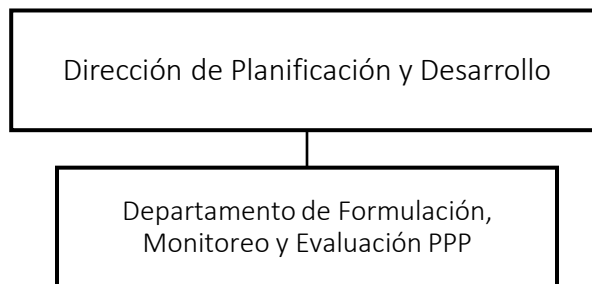 Dirección de Planificación y Desarrollo
Departamento de Formulación,
Monitoreo y Evaluación PPP